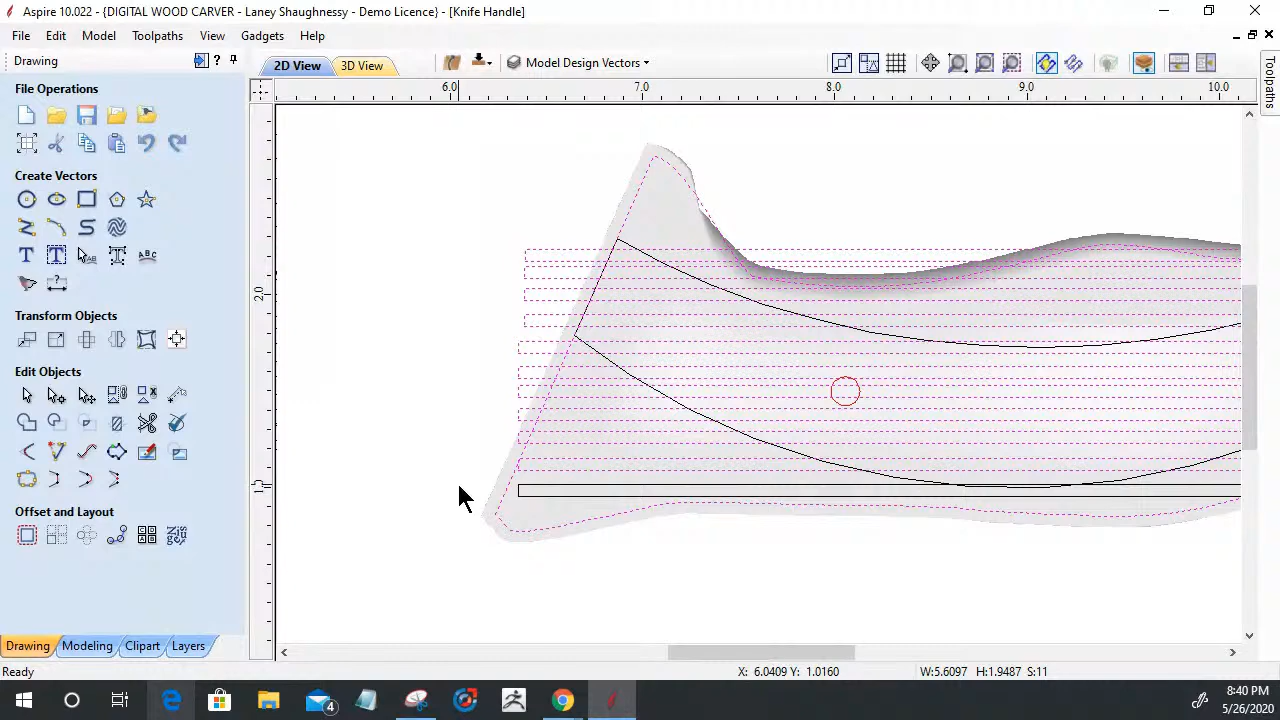 Aspire 10.022 - {DIGITAL WOOD CARVER - Laney Shaughnessy - Demo Licence} - [Knife Handle]
File Edit Model Toolpaths View Gadgets Help
Drawing
2D View
3D View
Model Design Vectors
Toolpaths
File Operations
6.0 7.0 8.0 9.0 10.0
Create Vectors
ABC
2.0
Transform Objects
Edit Objects
1.0
Offset and Layout
Drawing Modeling Clipart Layers
Ready
X: 6.0409 Y: 1.0160
W:5.6097 H:1.9487 S:11
4
8:40 PM
5/26/2020